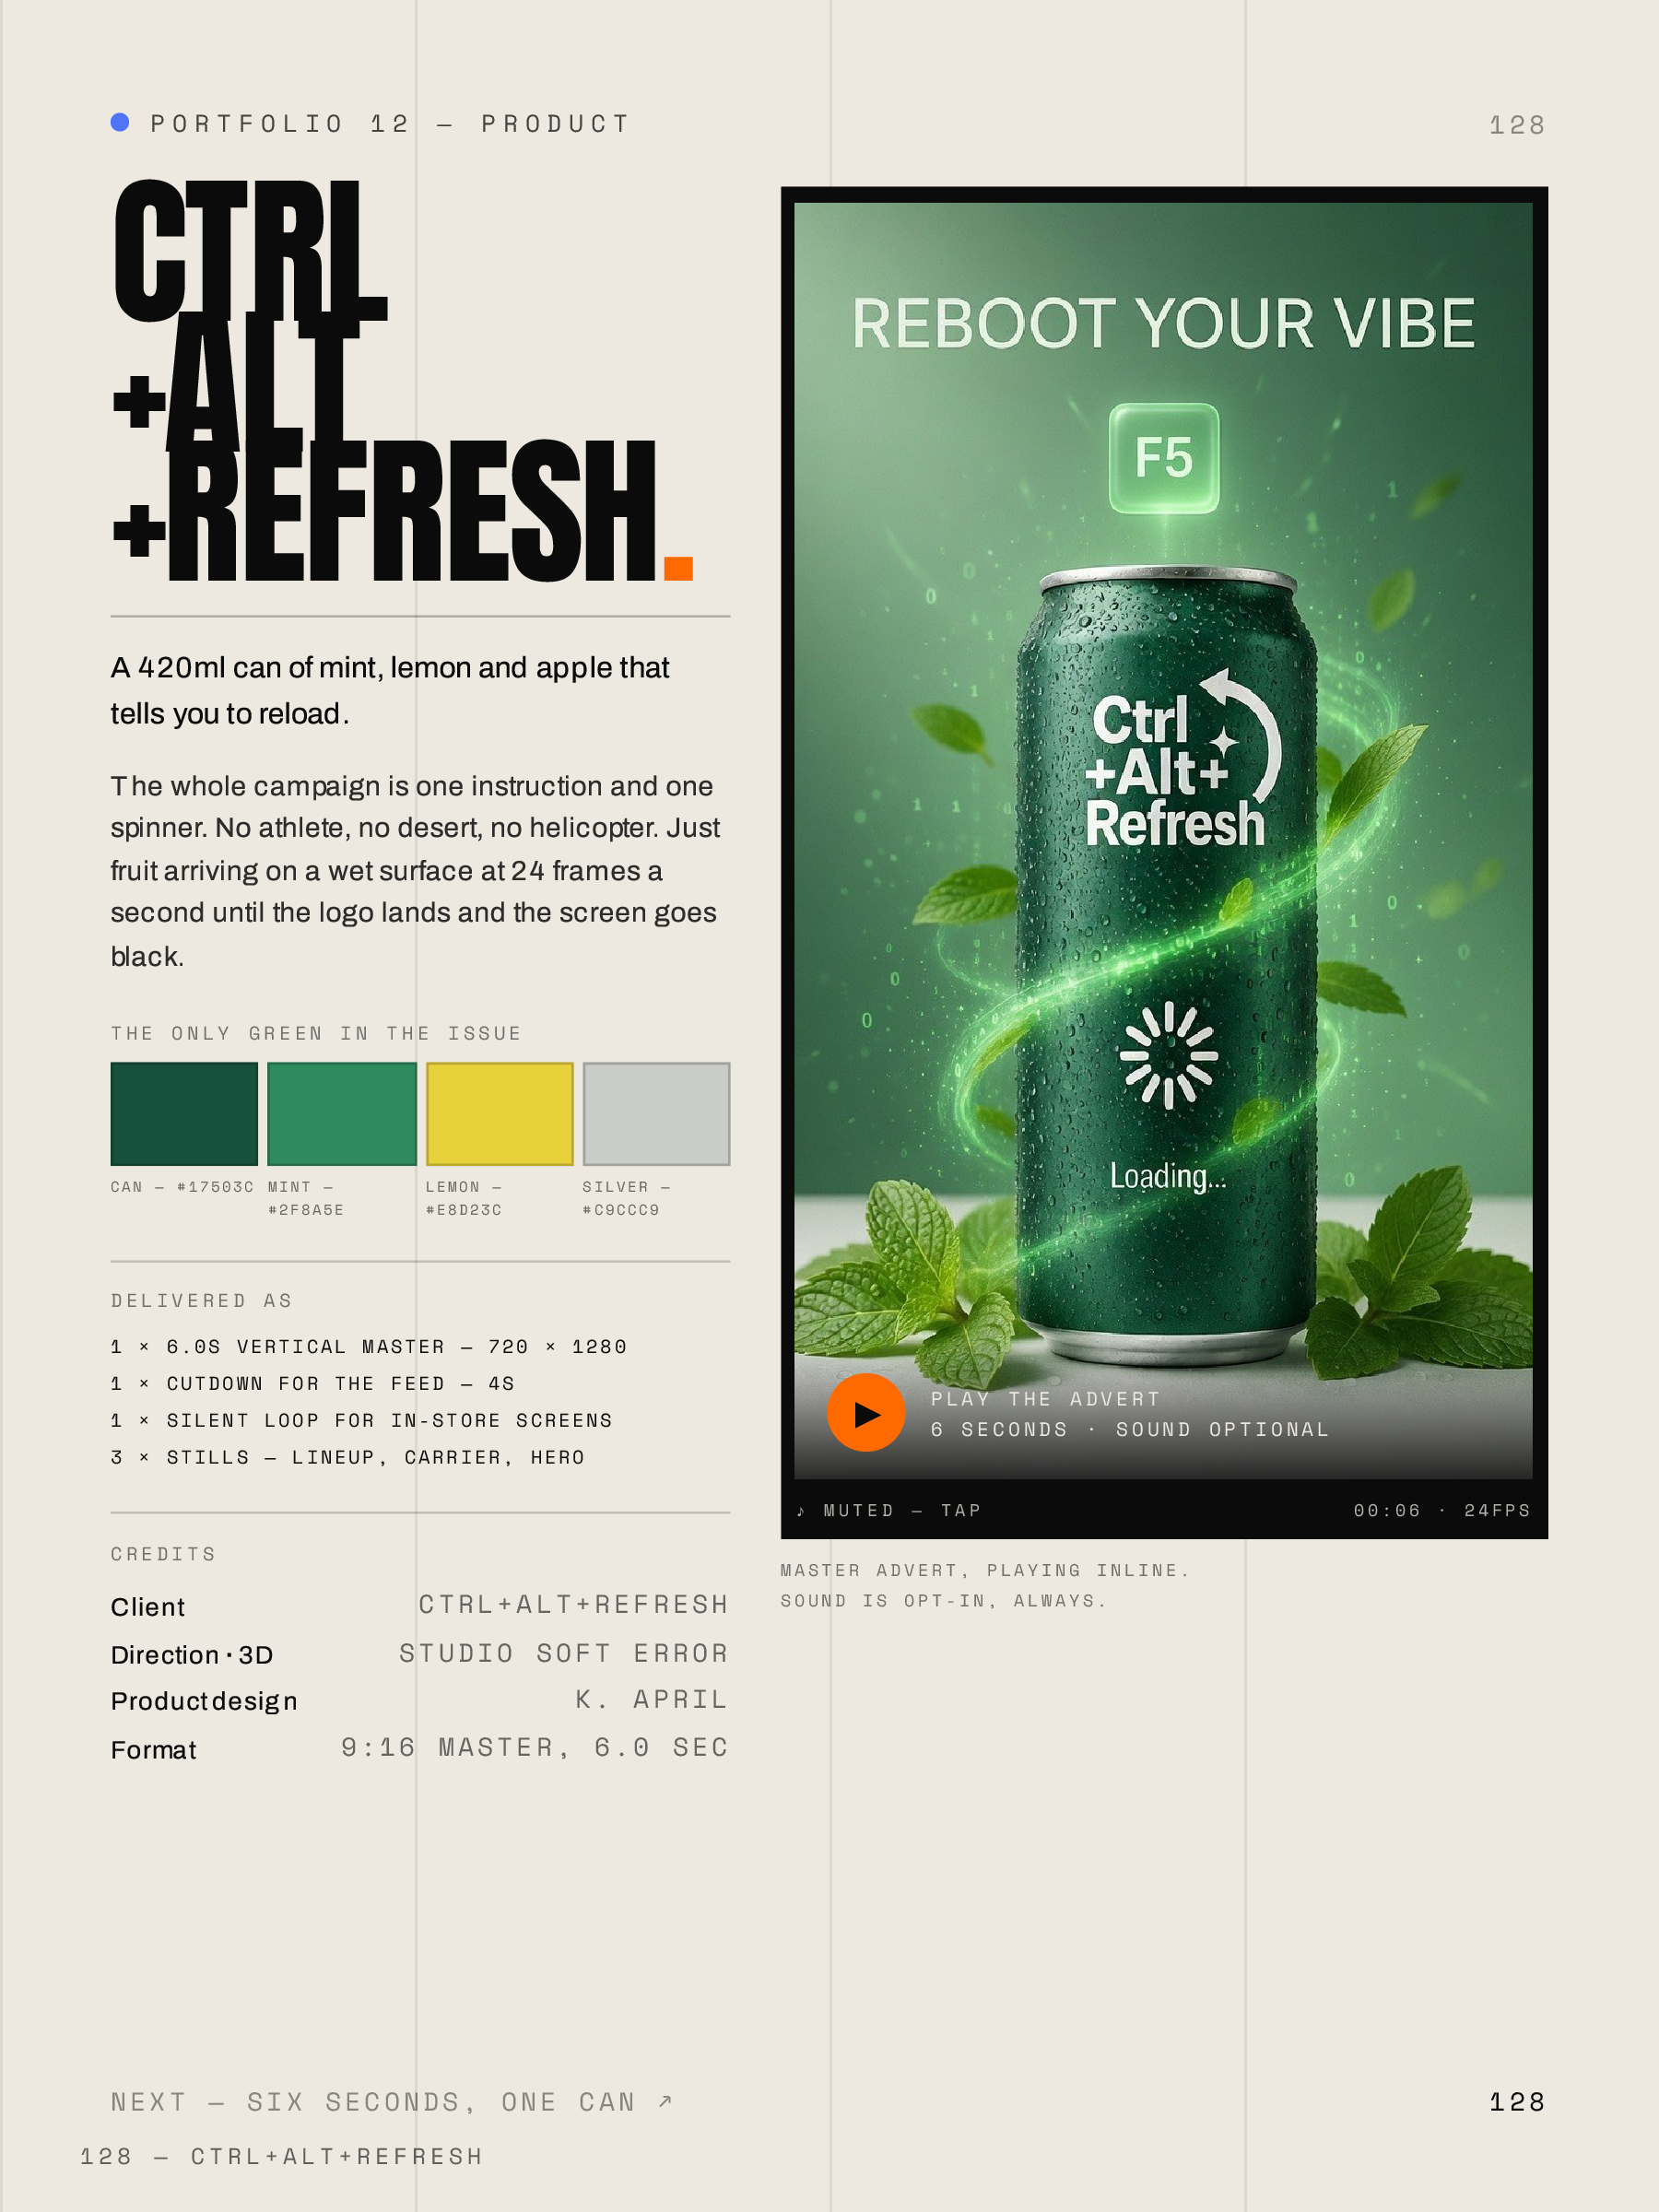 PORTFOLIO 12 — PRODUCT
128
CTRL
+ALT
+REFRESH.
A 420ml can of mint, lemon and apple that
tells you to reload.
The whole campaign is one instruction and one
spinner. No athlete, no desert, no helicopter. Just
fruit arriving on a wet surface at 24 frames a
second until the logo lands and the screen goes
black.
THE ONLY GREEN IN THE ISSUE
CAN — #17503C
MINT —
#2F8A5E
LEMON —
#E8D23C
SILVER —
#C9CCC9
DELIVERED AS
1 × 6.0S VERTICAL MASTER — 720 × 1280
1 × CUTDOWN FOR THE FEED — 4S
1 × SILENT LOOP FOR IN-STORE SCREENS
3 × STILLS — LINEUP, CARRIER, HERO
CREDITS
Client CTRL+ALT+REFRESH
Direction · 3D STUDIO SOFT ERROR
Product design K. APRIL
Format 9:16 MASTER, 6.0 SEC
REBOOT YOUR VIBE
F5
Ctrl
+Alt+
Refresh
Loading...
▶ PLAY THE ADVERT
6 SECONDS · SOUND OPTIONAL
♪ MUTED — TAP
00:06 · 24FPS
MASTER ADVERT, PLAYING INLINE.
SOUND IS OPT-IN, ALWAYS.
NEXT — SIX SECONDS, ONE CAN ↗
128
128 — CTRL+ALT+REFRESH